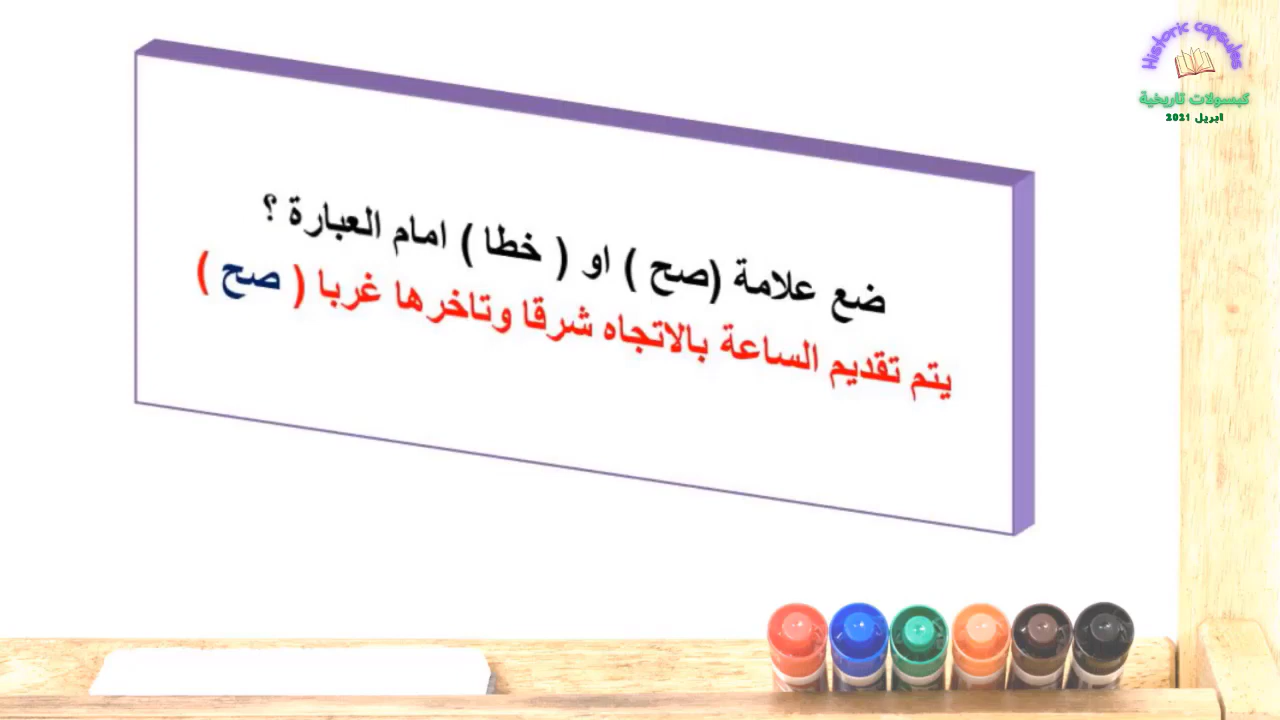 Historic capsules
كبسولات تاريخية
ابريل 2021
ضع علامة (صح ) او ( خطا ) امام العبارة ؟
يتم تقديم الساعة بالاتجاه شرقا وتاخرها غربا ( صح )